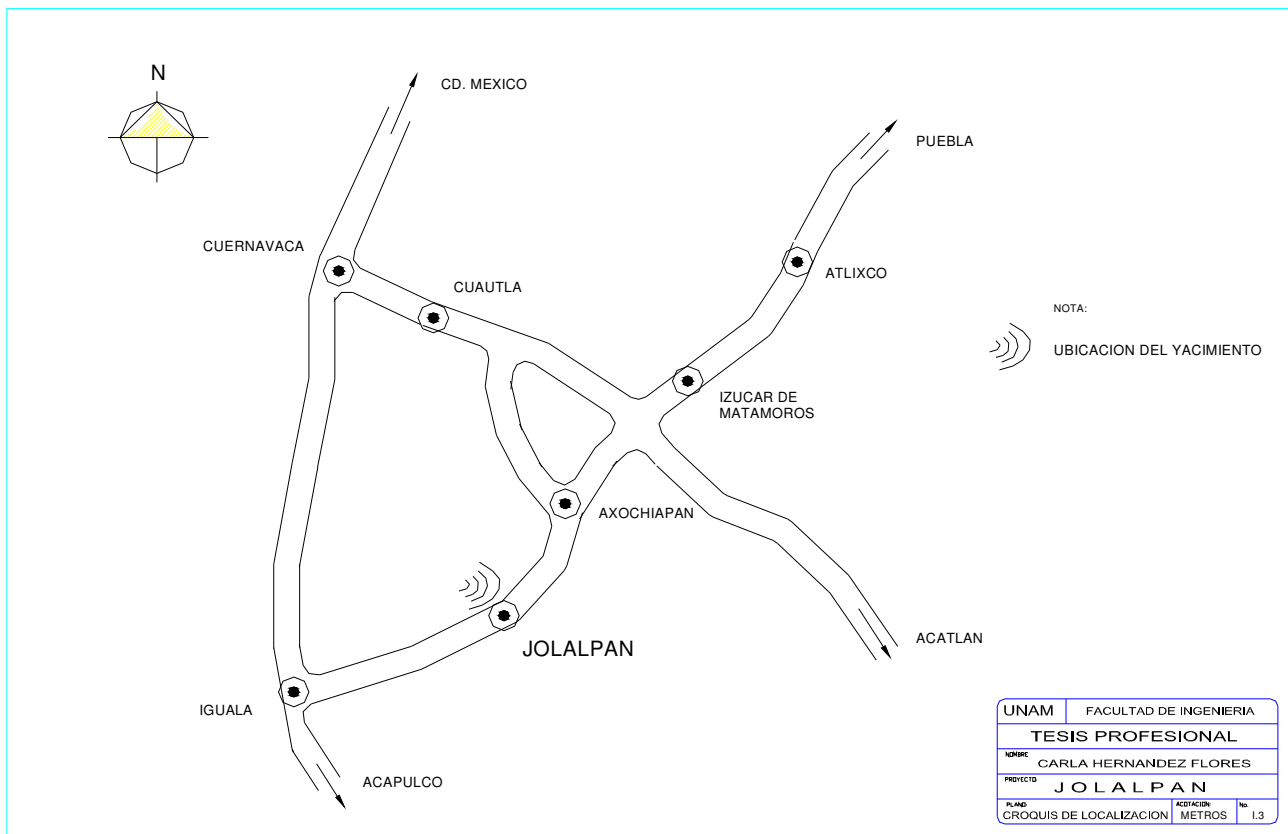 N
CD. MEXICO
PUEBLA
CUERNAVACA
ATLIXCO
CUAUTLA
NOTA:
UBICACION DEL YACIMIENTO
IZUCAR DE
MATAMOROS
AXOCHIAPAN
JOLALPAN
ACATLAN
IGUALA
ACAPULCO
UNAM FACULTAD DE INGENIERIA
TESIS PROFESIONAL
NOMBRE CARLA HERNANDEZ FLORES
PROYECTO JOLALPAN
PLANO CROQUIS DE LOCALIZACION ACOTACION METROS No. I.3